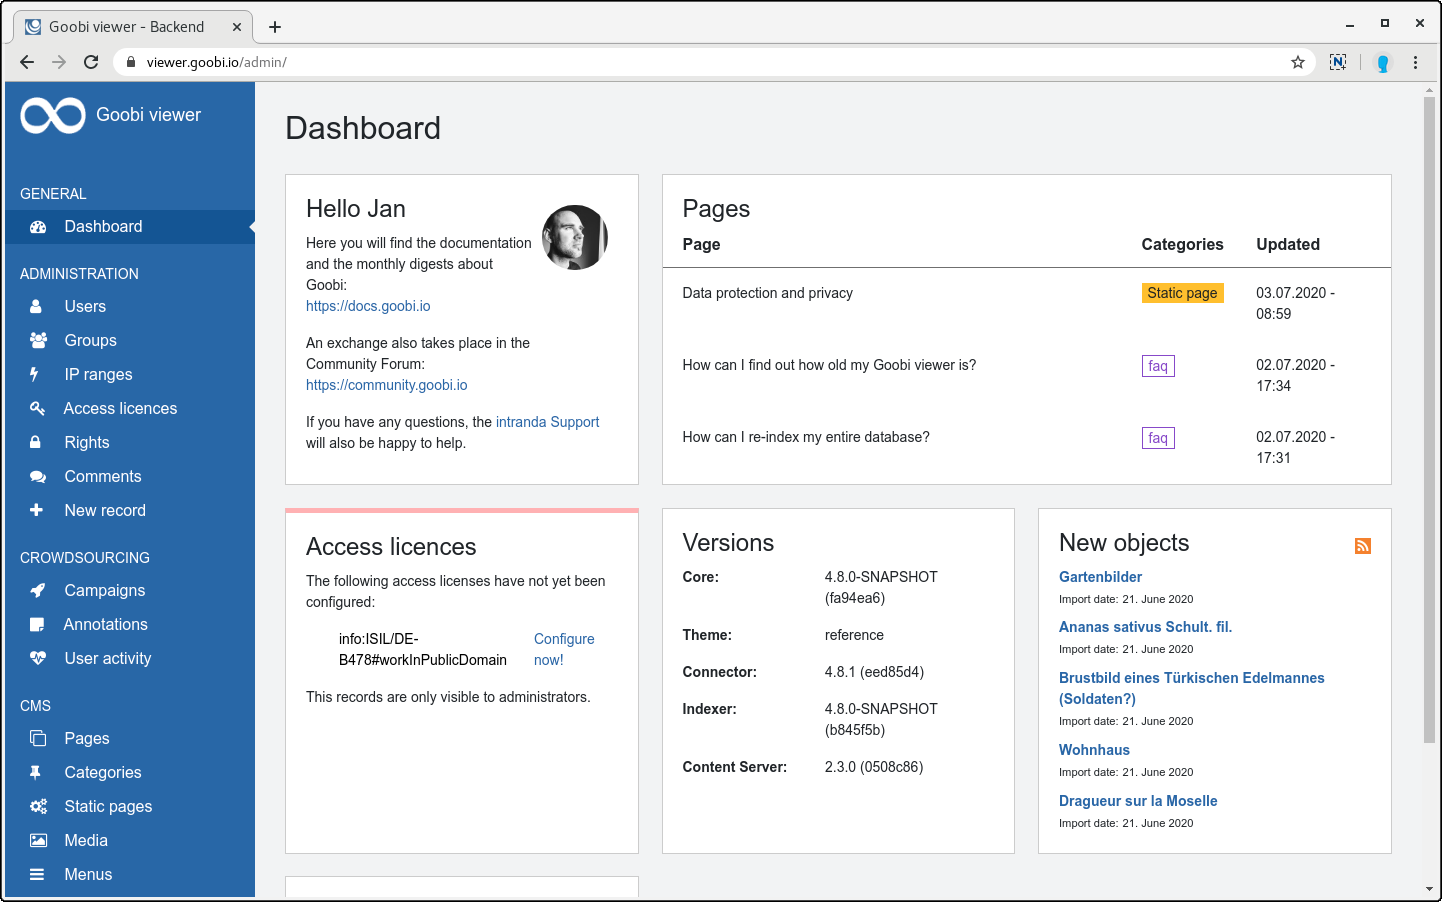 Goobi viewer - Backend
viewer.goobi.io/admin/
Goobi viewer
GENERAL
Dashboard
ADMINISTRATION
Users
Groups
IP ranges
Access licences
Rights
Comments
New record
CROWDSOURCING
Campaigns
Annotations
User activity
CMS
Pages
Categories
Static pages
Media
Menus
Dashboard
Hello Jan
Here you will find the documentation
and the monthly digests about
Goobi:
https://docs.goobi.io
An exchange also takes place in the
Community Forum:
https://community.goobi.io
If you have any questions, the intranda Support
will also be happy to help.
Pages
Page Categories Updated
Data protection and privacy Static page 03.07.2020 -
08:59
How can I find out how old my Goobi viewer is? faq 02.07.2020 -
17:34
How can I re-index my entire database? faq 02.07.2020 -
17:31
Access licences
The following access licenses have not yet been
configured:
info:ISIL/DE- Configure
B478#workInPublicDomain now!
This records are only visible to administrators.
Versions
Core: 4.8.0-SNAPSHOT
(fa94ea6)
Theme: reference
Connector: 4.8.1 (eed85d4)
Indexer: 4.8.0-SNAPSHOT
(b845f5b)
Content Server: 2.3.0 (0508c86)
New objects
Gartenbilder
Import date: 21. June 2020
Ananas sativus Schult. fil.
Import date: 21. June 2020
Brustbild eines Türkischen Edelmannes
(Soldaten?)
Import date: 21. June 2020
Wohnhaus
Import date: 21. June 2020
Dragueur sur la Moselle
Import date: 21. June 2020